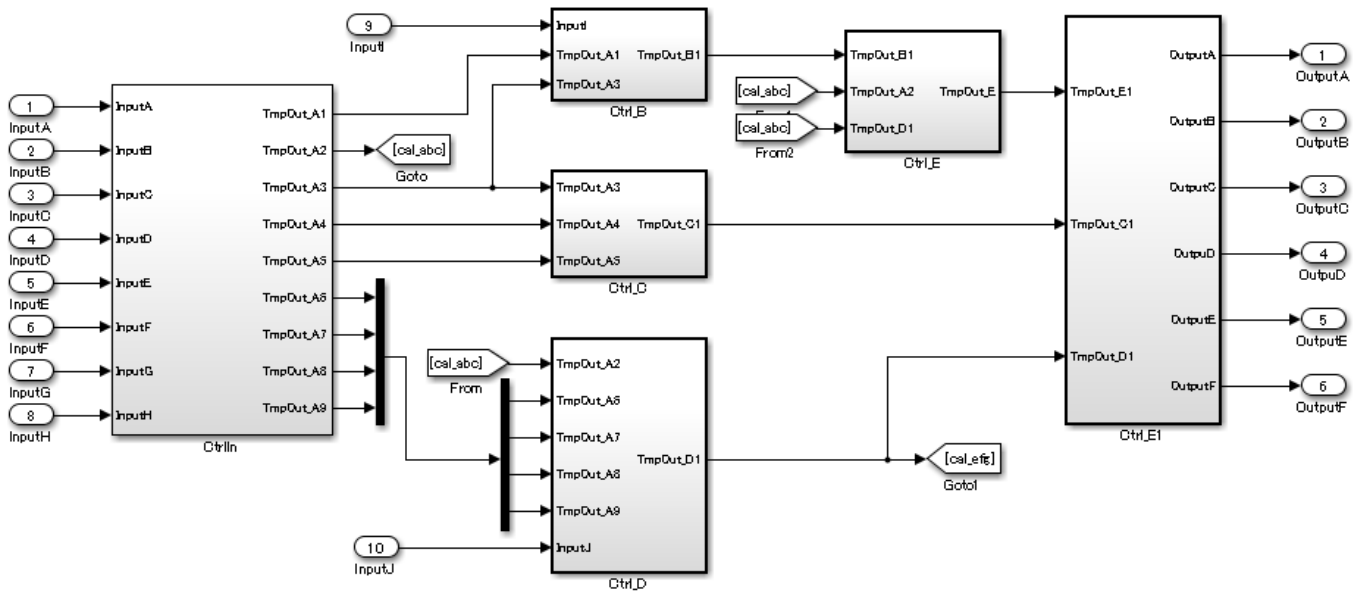 1
InputA
2
InputB
3
InputC
4
InputD
5
InputE
6
InputF
7
InputG
8
InputH
InputA
InputB
InputC
InputD
InputE
InputF
InputG
InputH
TmpOut_A1
TmpOut_A2
TmpOut_A3
TmpOut_A4
TmpOut_A5
TmpOut_A6
TmpOut_A7
TmpOut_A8
TmpOut_A9
CtrlIn
[cal_abc]
Goto
9
InputI
InputI
TmpOut_A1
TmpOut_A3
TmpOut_B1
Ctrl_B
TmpOut_A3
TmpOut_A4
TmpOut_A5
TmpOut_C1
Ctrl_C
[cal_abc]
From
10
InputJ
TmpOut_A2
TmpOut_A6
TmpOut_A7
TmpOut_A8
TmpOut_A9
InputJ
TmpOut_D1
Ctrl_D
[cal_abc]
[cal_abc]
From2
TmpOut_B1
TmpOut_A2
TmpOut_D1
TmpOut_E
Ctrl_E
[cal_efg]
Goto1
TmpOut_E1
TmpOut_C1
TmpOut_D1
OutputA
OutputB
OutputC
OutpuD
OutputE
OutputF
Ctrl_E1
1
OutputA
2
OutputB
3
OutputC
4
OutpuD
5
OutputE
6
OutputF